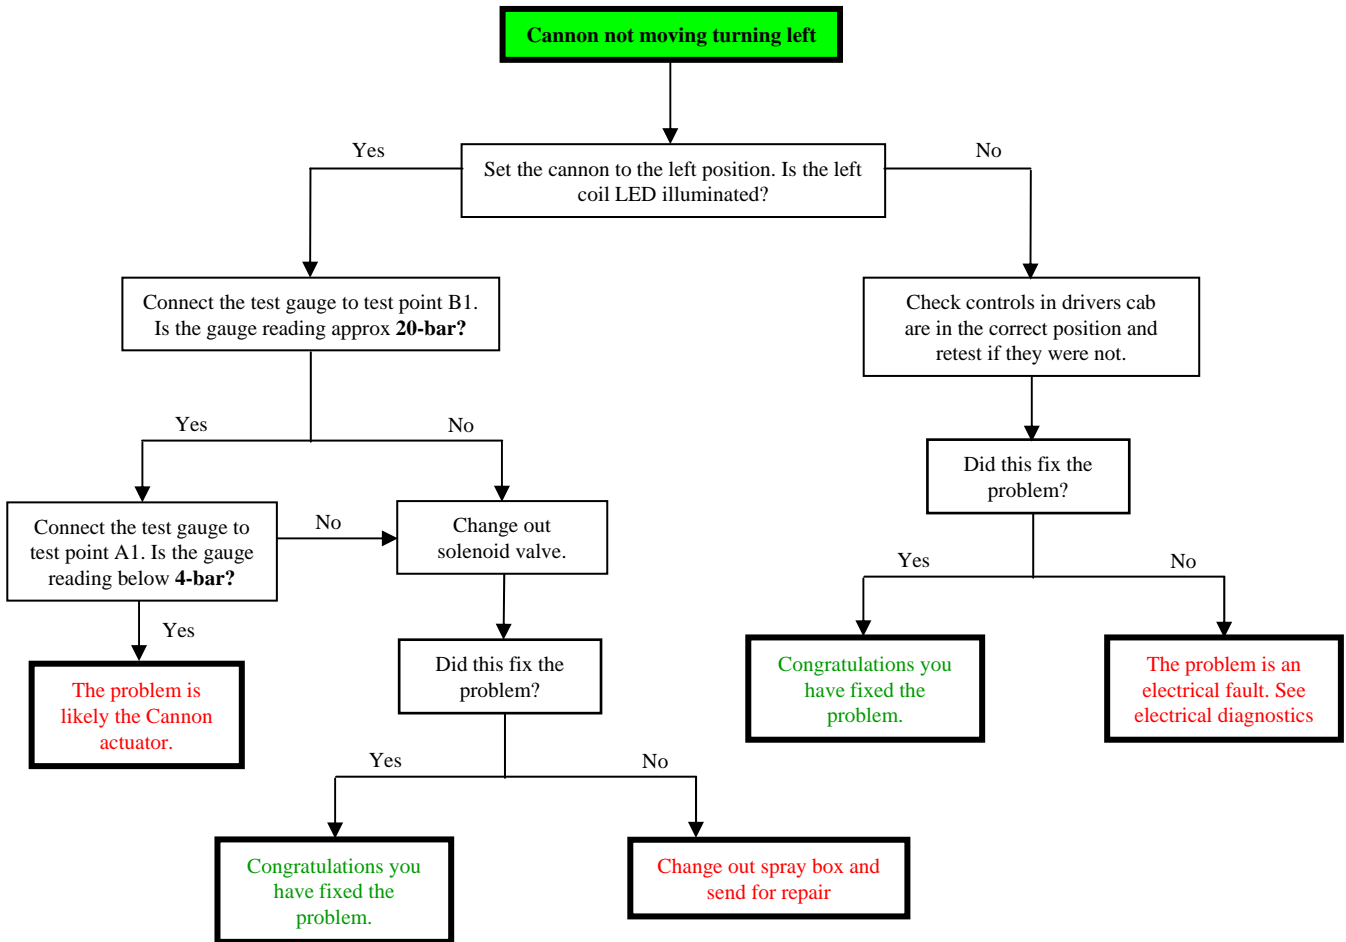 Cannon not moving turning left
Yes
No
Set the cannon to the left position. Is the left
coil LED illuminated?
Connect the test gauge to test point B1.
Is the gauge reading approx 20-bar?
Check controls in drivers cab
are in the correct position and
retest if they were not.
Yes
No
Did this fix the
problem?
Connect the test gauge to
test point A1. Is the gauge
reading below 4-bar?
No
Change out
solenoid valve.
Yes
No
Yes
Did this fix the
problem?
Congratulations you
have fixed the
problem.
The problem is an
electrical fault. See
electrical diagnostics
The problem is
likely the Cannon
actuator.
Yes
No
Congratulations you
have fixed the
problem.
Change out spray box and
send for repair